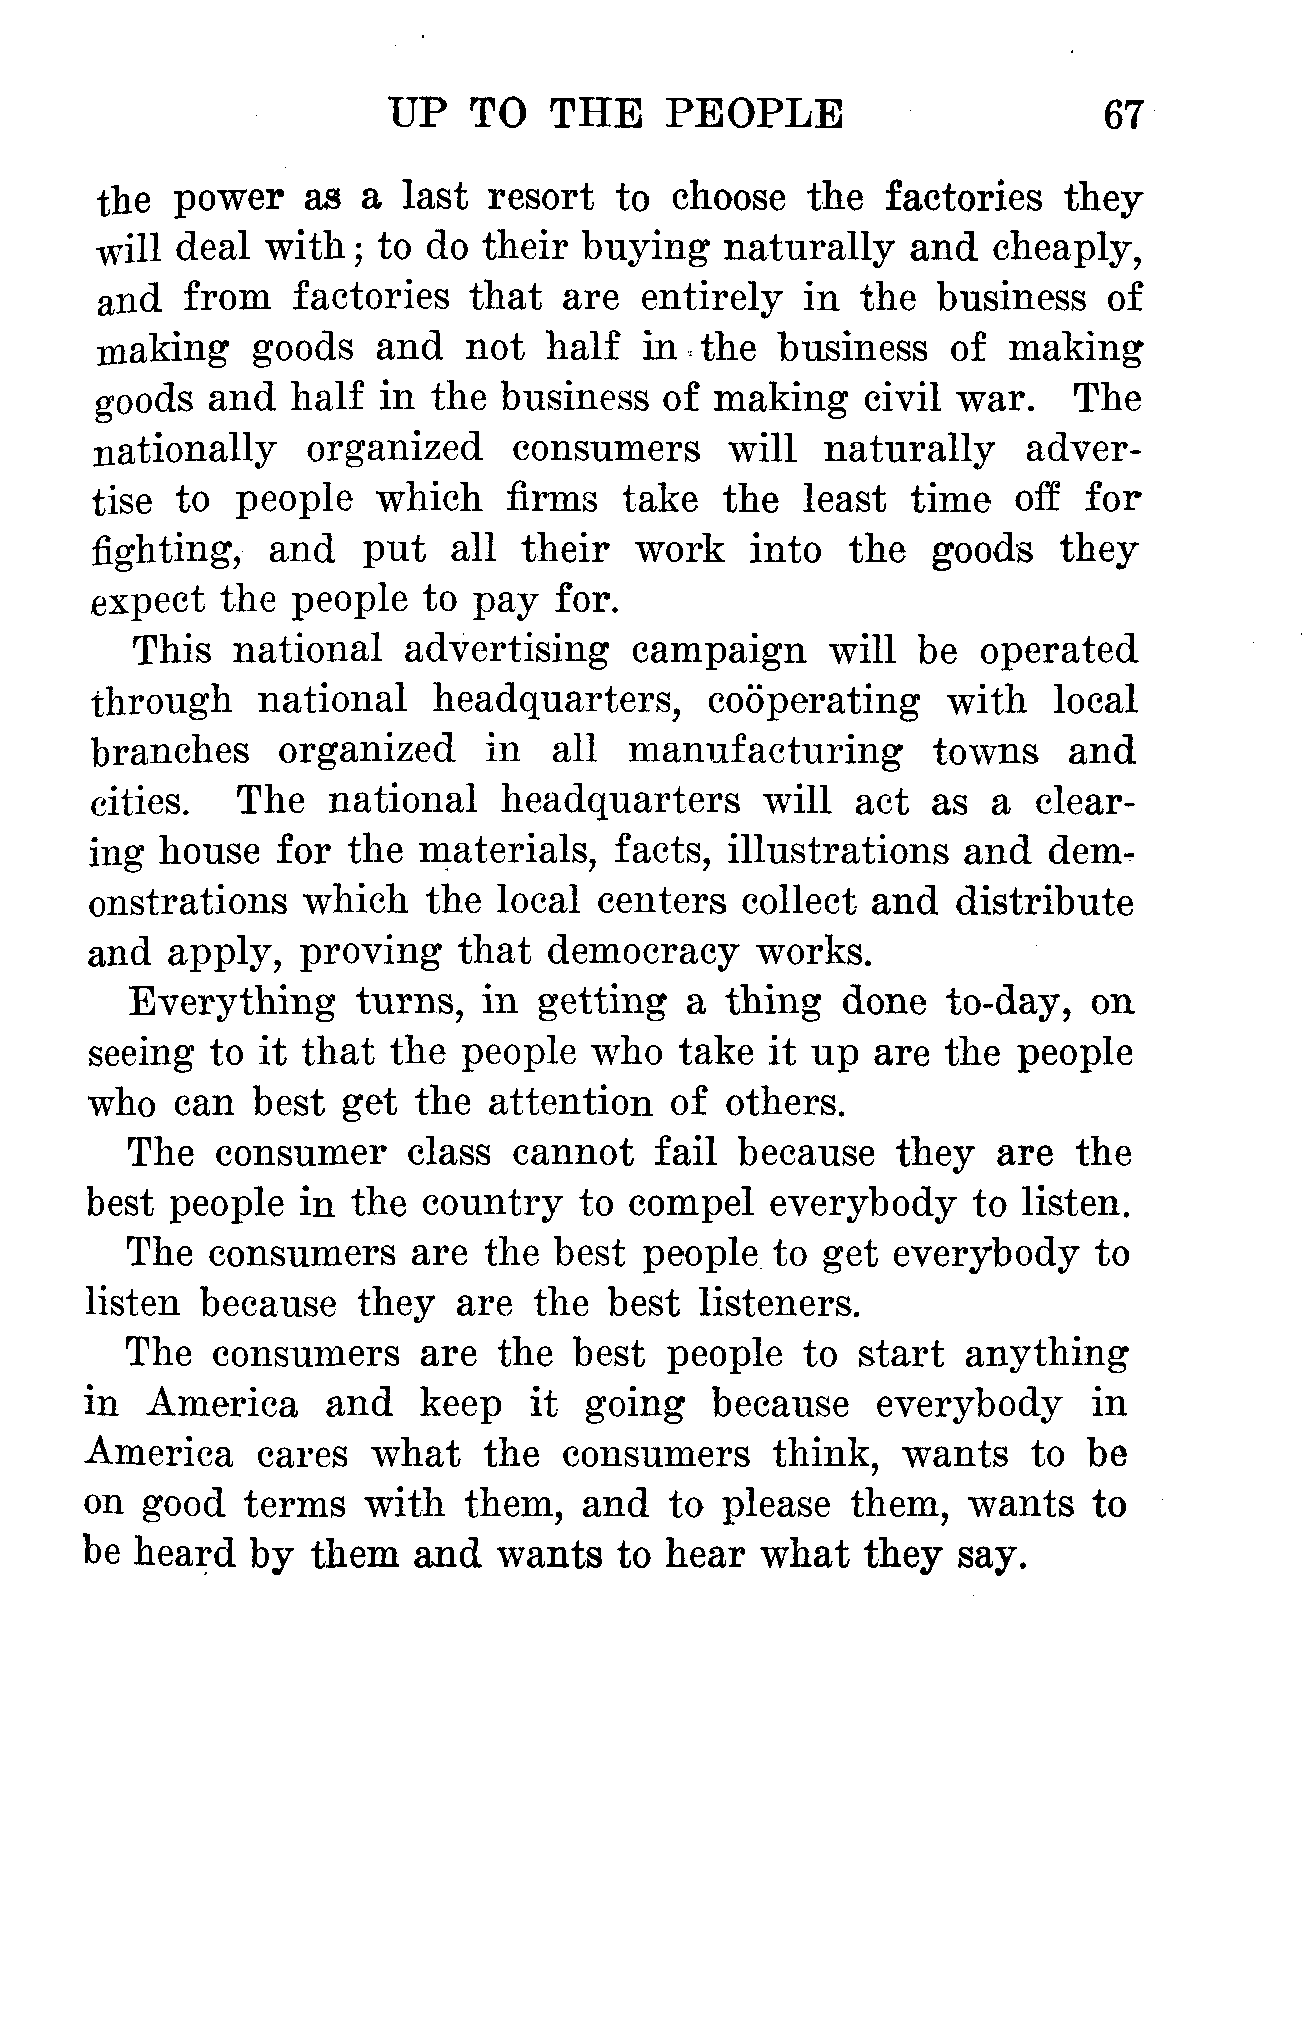 UP TO THE PEOPLE 67
the power as a last resort to choose the factories they
will deal with; to do their buying naturally and cheaply,
and from factories that are entirely in the business of
making goods and not half in the business of making
goods and half in the business of making civil war. The
nationally organized consumers will naturally adver-
tise to people which firms take the least time off for
fighting, and put all their work into the goods they
expect the people to pay for.
This national advertising campaign will be operated
through national headquarters, coöperating with local
branches organized in all manufacturing towns and
cities. The national headquarters will act as a clear-
ing house for the materials, facts, illustrations and dem-
onstrations which the local centers collect and distribute
and apply, proving that democracy works.
Everything turns, in getting a thing done to-day, on
seeing to it that the people who take it up are the people
who can best get the attention of others.
The consumer class cannot fail because they are the
best people in the country to compel everybody to listen.
The consumers are the best people to get everybody to
listen because they are the best listeners.
The consumers are the best people to start anything
in America and keep it going because everybody in
America cares what the consumers think, wants to be
on good terms with them, and to please them, wants to
be heard by them and wants to hear what they say.